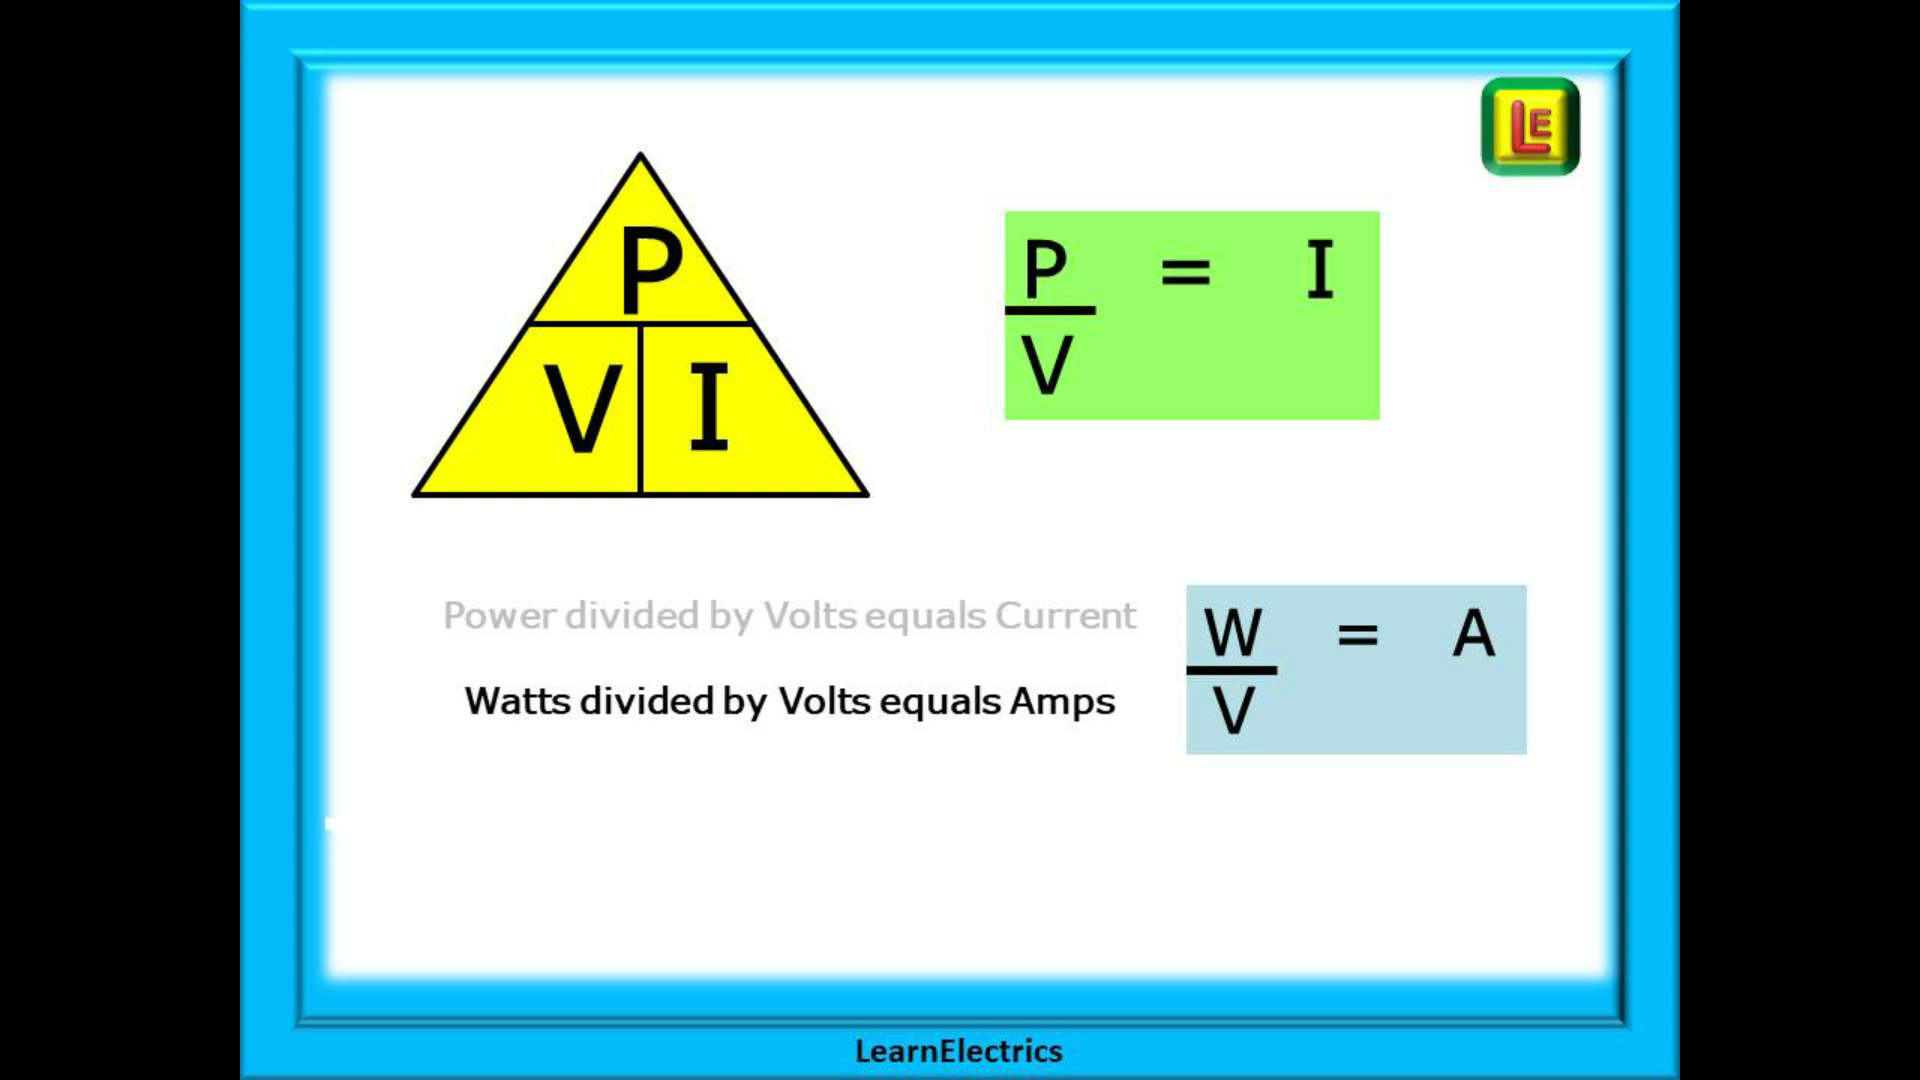 LE
P
V I
P = I
V
Power divided by Volts equals Current
Watts divided by Volts equals Amps
W = A
V
LearnElectrics